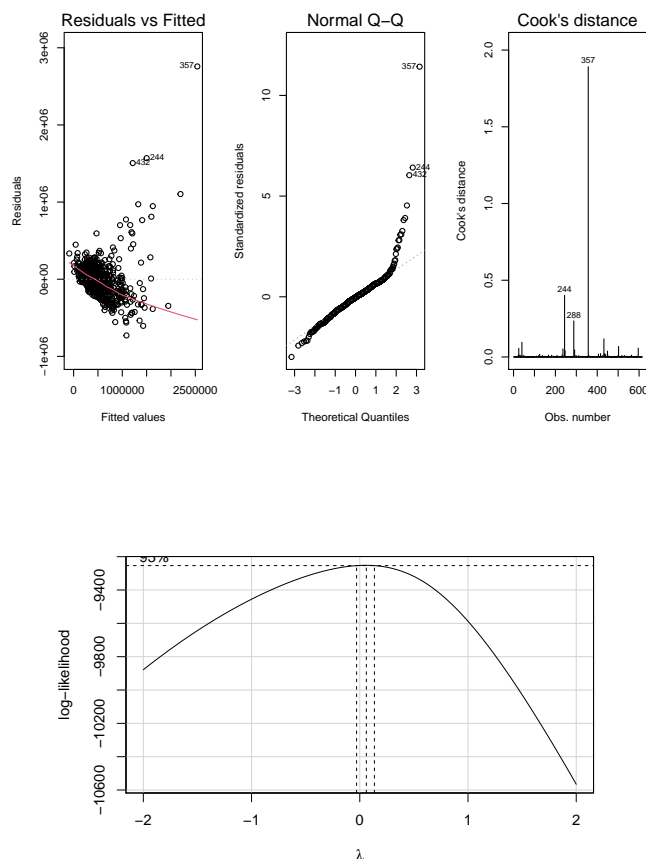 Residuals vs Fitted
Residuals
3e+06
1e+06
0e+00
−1e+06
357
244
432
0
1000000
2500000
Fitted values
Normal Q−Q
Standardized residuals
10
5
0
357
244
432
−3
−1
0
1
2
3
Theoretical Quantiles
Cook's distance
Cook's distance
2.0
1.5
1.0
0.5
0.0
357
244
288
0
200
400
600
Obs. number
log−likelihood
−9400
−9800
−10200
−10600
95%
−2
−1
0
1
2
λ